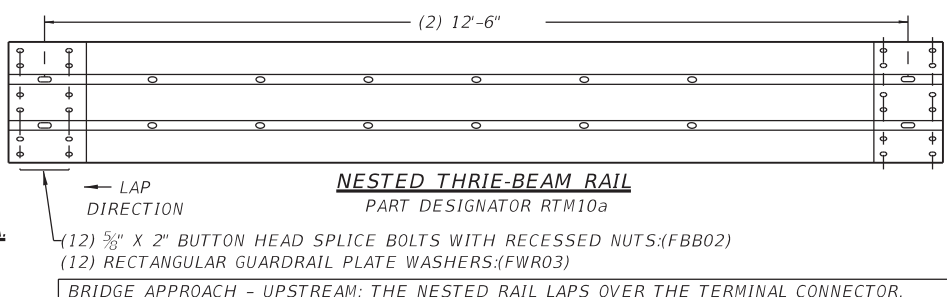 (2) 12'-6"
LAP
DIRECTION
NESTED THRIE-BEAM RAIL
PART DESIGNATOR RTM10a
(12) 5/8" X 2" BUTTON HEAD SPLICE BOLTS WITH RECESSED NUTS:(FBB02)
(12) RECTANGULAR GUARDRAIL PLATE WASHERS:(FWR03)
BRIDGE APPROACH - UPSTREAM: THE NESTED RAIL LAPS OVER THE TERMINAL CONNECTOR.